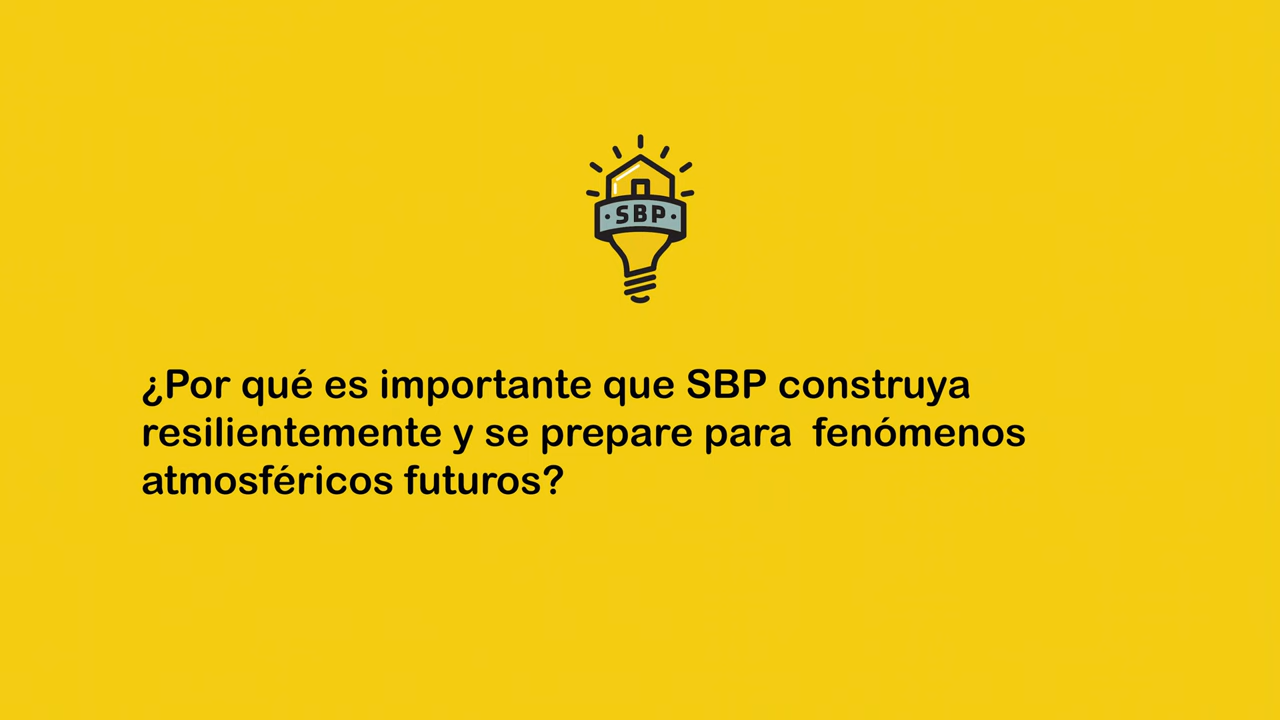 · SBP ·
¿Por qué es importante que SBP construya
resilientemente y se prepare para  fenómenos
atmosféricos futuros?